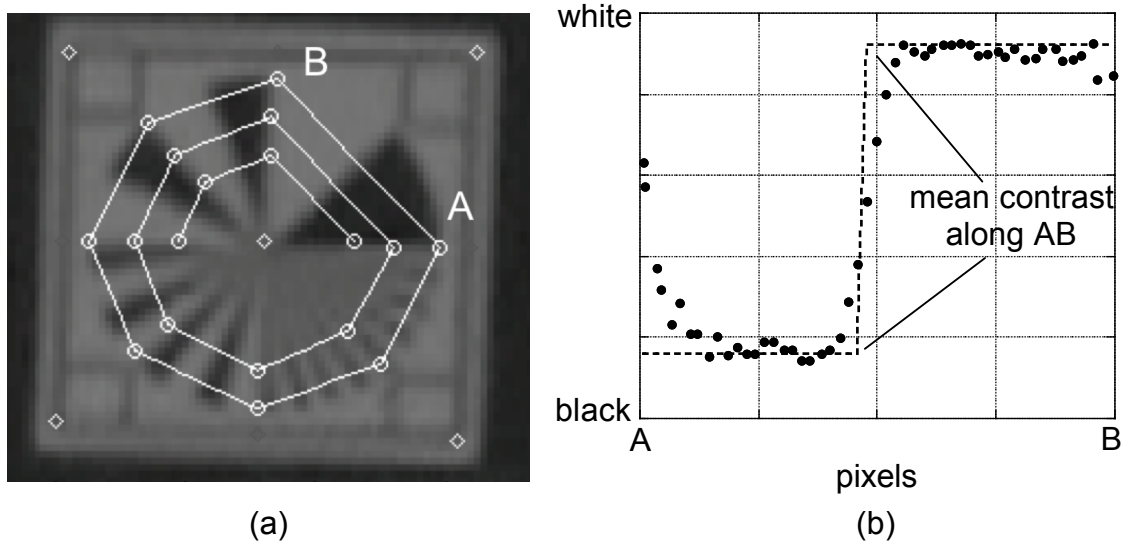 B
A
(a)
white
mean contrast
along AB
black
A
B
pixels
(b)